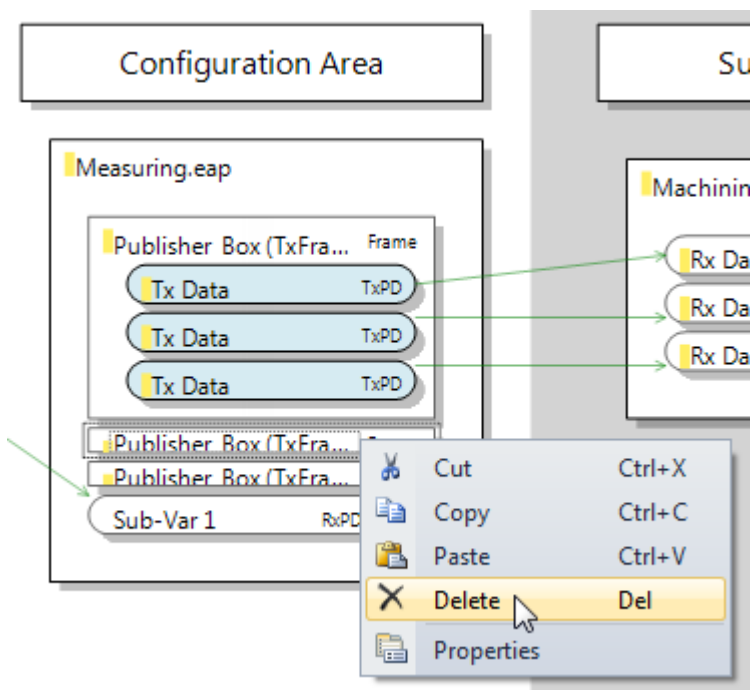 Configuration Area
Su
Measuring.eap
Machinin
Publisher Box (TxFra... Frame
Tx Data TxPD
Rx Da
Tx Data TxPD
Rx Da
Tx Data TxPD
Rx Da
Publisher Box (TxFra...
Publisher Box (TxFra...
Sub-Var 1 RxPD
Cut Ctrl+X
Copy Ctrl+C
Paste Ctrl+V
Delete Del
Properties